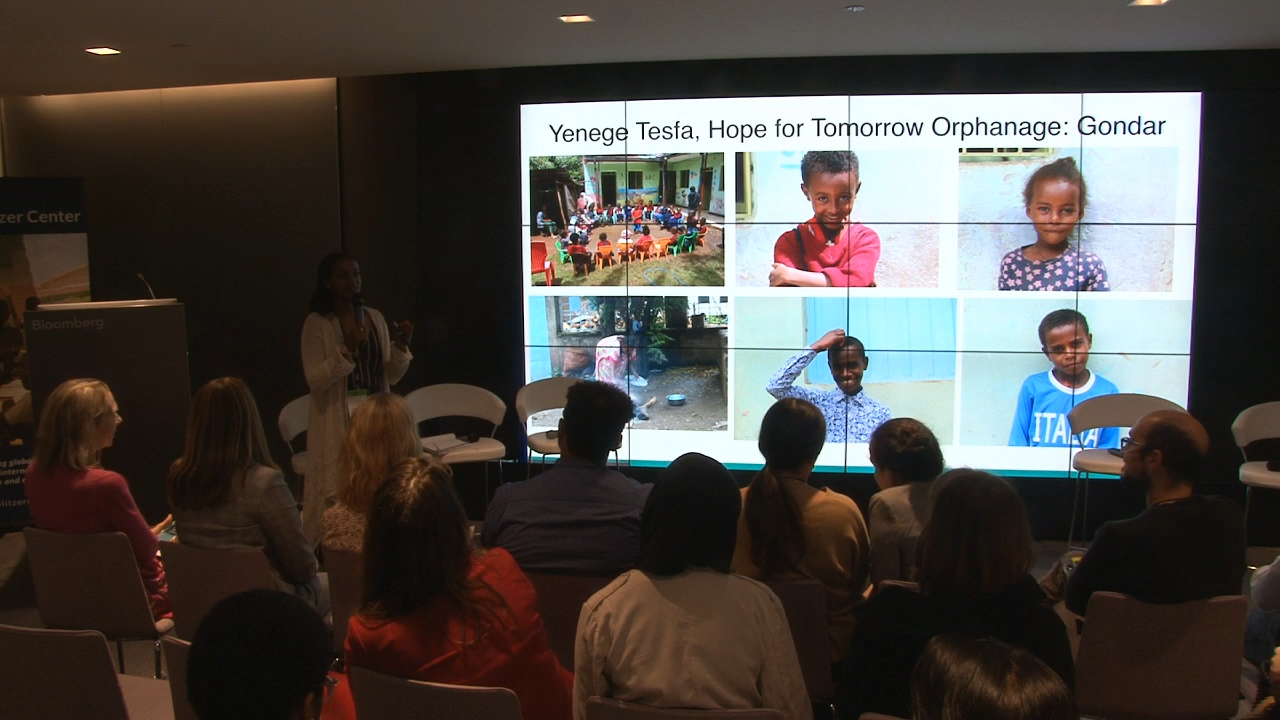 Yenege Tesfa, Hope for Tomorrow Orphanage: Gondar
zer Center
Bloomberg
ITALIA